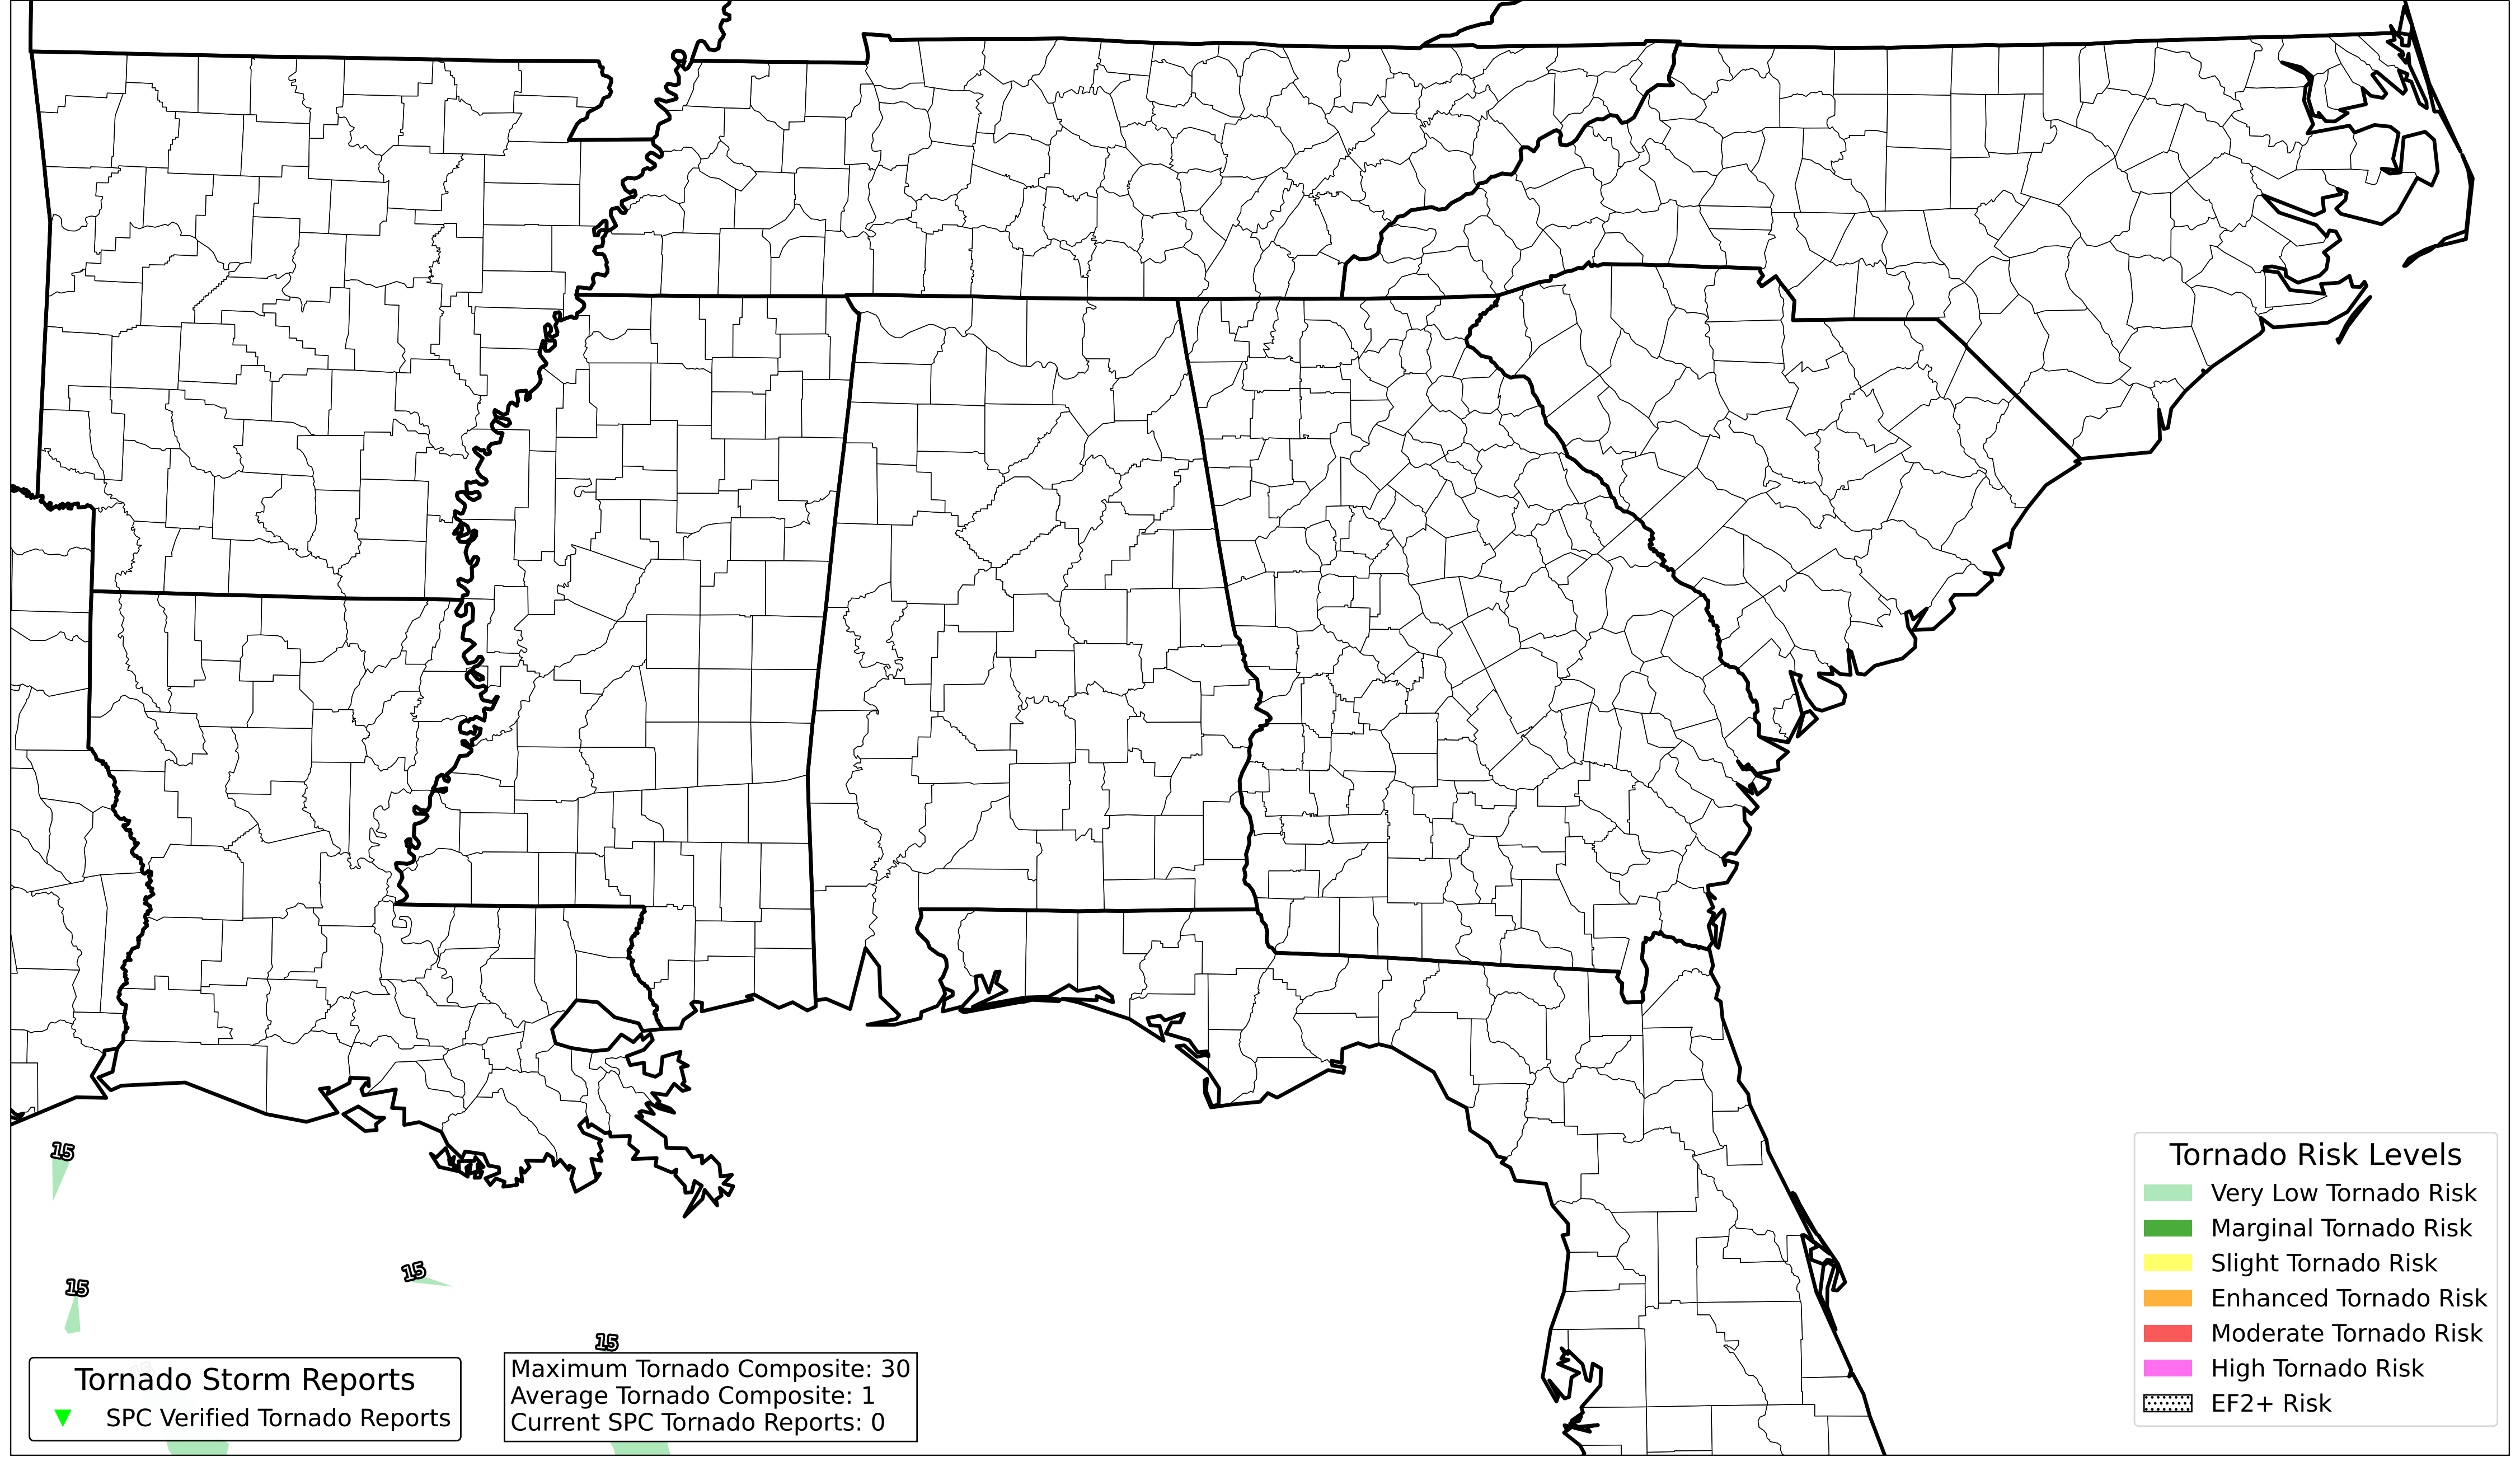 15
15
15
15
Tornado Storm Reports
SPC Verified Tornado Reports
Maximum Tornado Composite: 30
Average Tornado Composite: 1
Current SPC Tornado Reports: 0
Tornado Risk Levels
Very Low Tornado Risk
Marginal Tornado Risk
Slight Tornado Risk
Enhanced Tornado Risk
Moderate Tornado Risk
High Tornado Risk
EF2+ Risk